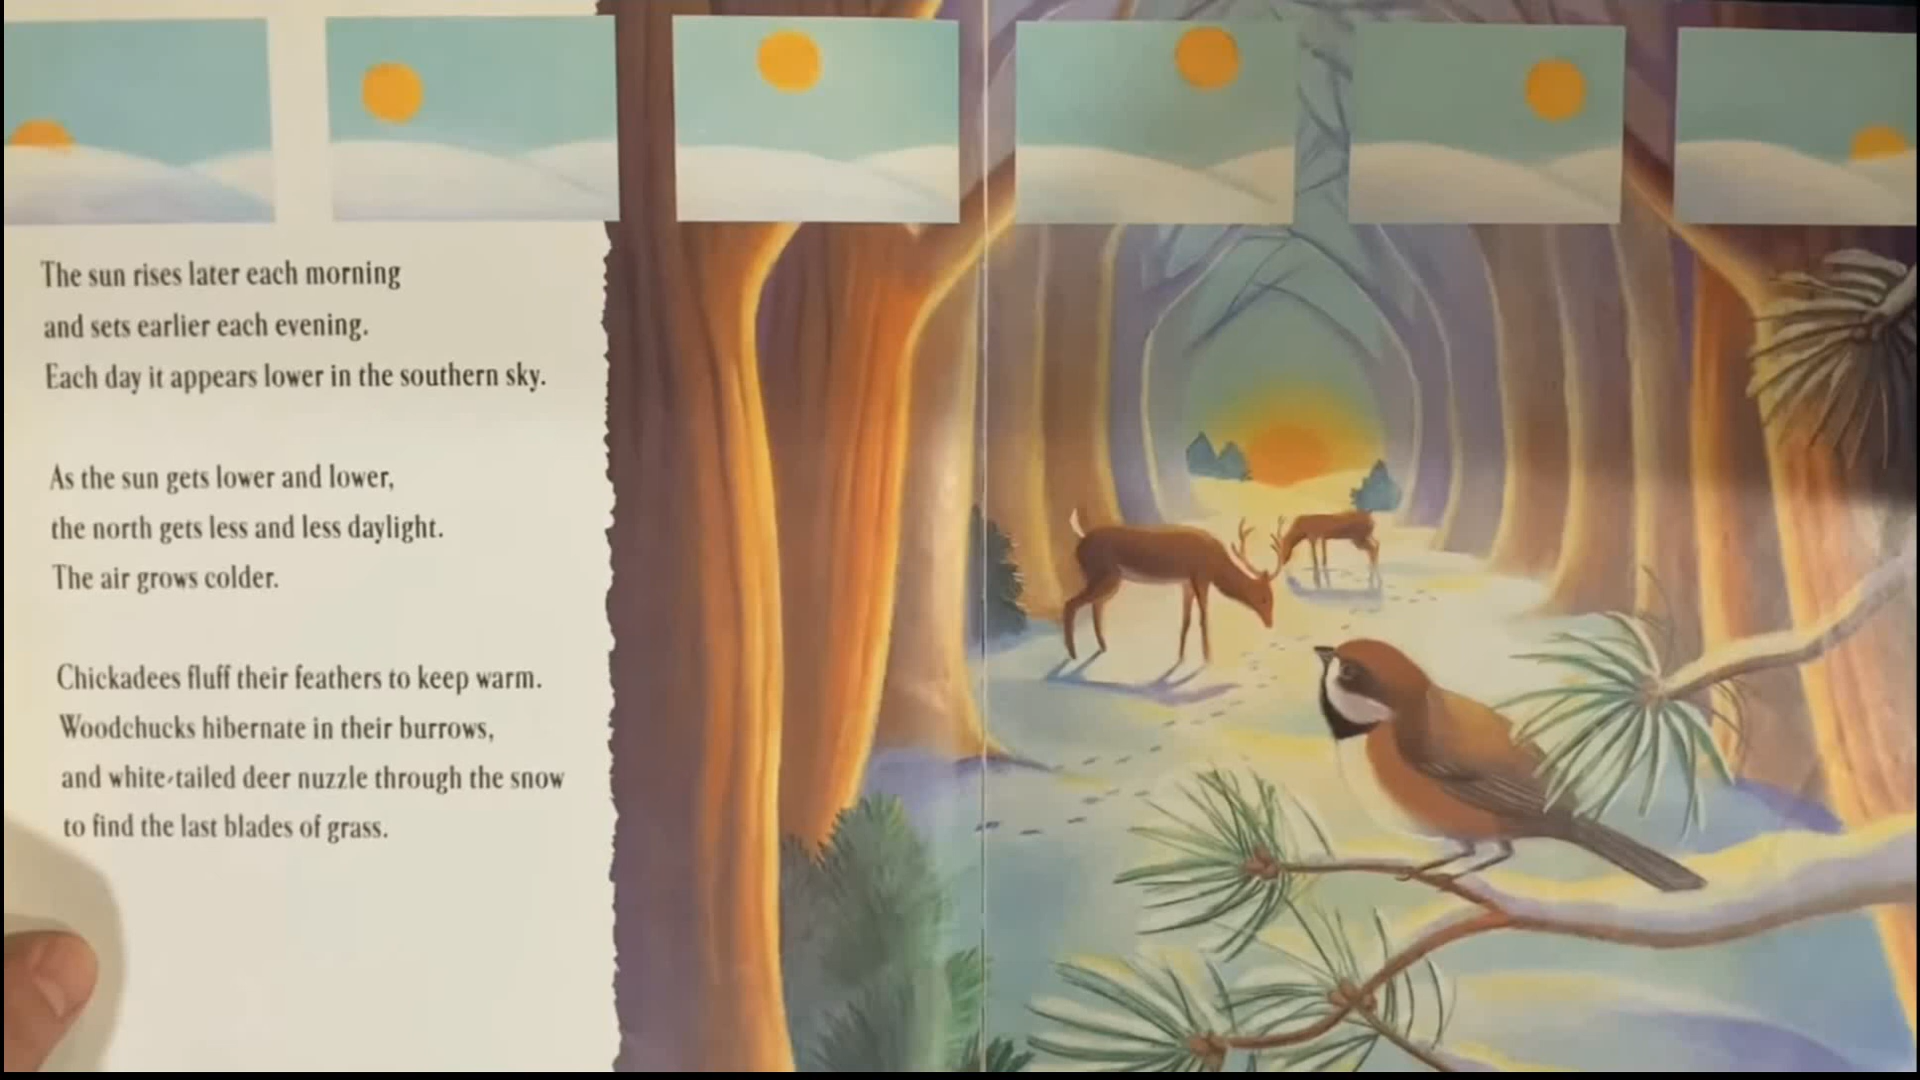 The sun rises later each morning
and sets earlier each evening.
Each day it appears lower in the southern sky.
As the sun gets lower and lower,
the north gets less and less daylight.
The air grows colder.
Chickadees fluff their feathers to keep warm.
Woodchucks hibernate in their burrows,
and white-tailed deer nuzzle through the snow
to find the last blades of grass.